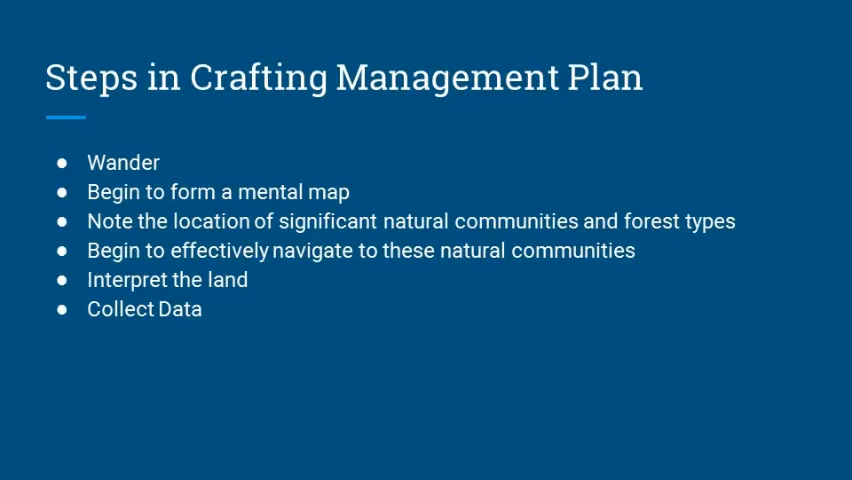 Steps in Crafting Management Plan
● Wander
● Begin to form a mental map
● Note the location of significant natural communities and forest types
● Begin to effectively navigate to these natural communities
● Interpret the land
● Collect Data